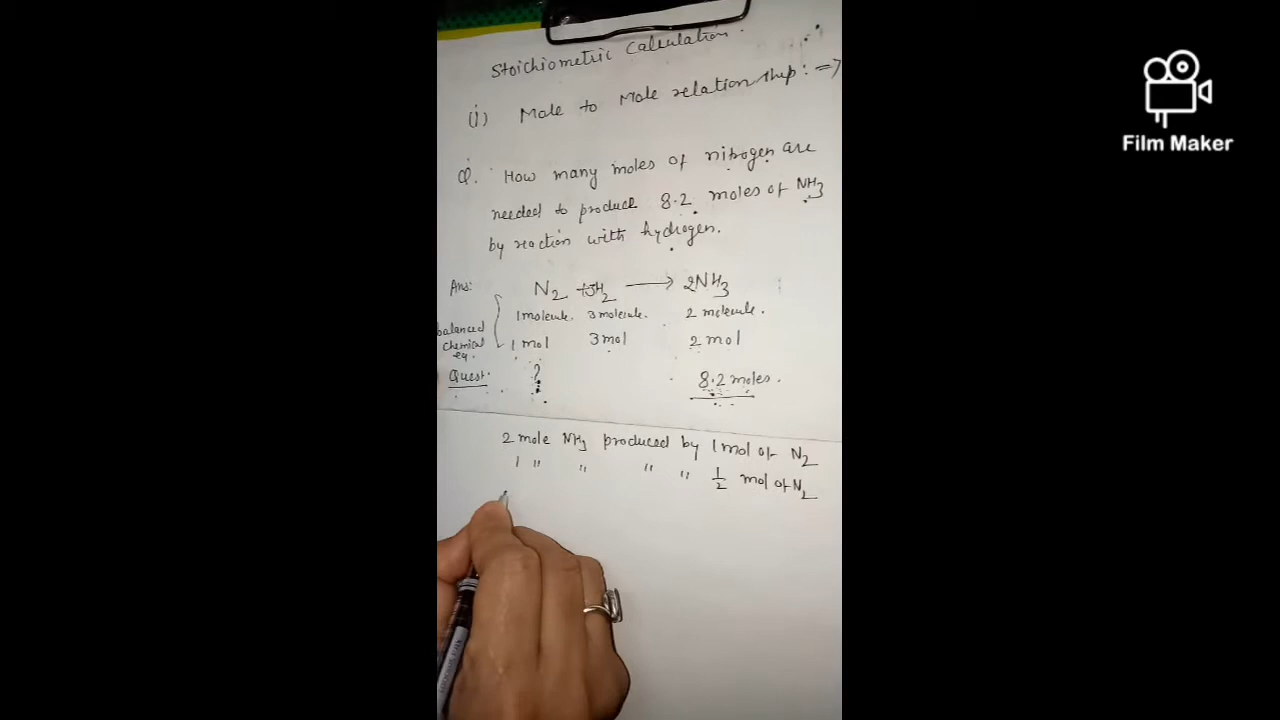 Stoichiometric Calculation.
(i) Mole to Mole relation ship: =>
Q. How many moles of nitrogen are
needed to produce 8.2 moles of NH3
by reaction with hydrogen.
Ans: N2 +3H2 → 2NH3
1 molecule. 3 molecule. 2 molecule.
balanced
chemical
eq.
1 mol 3 mol 2 mol
Quest. ? 8.2 moles.
2 mole NH3 produced by 1 mol of N2
1 " " " " 1/2 mol of N2
Film Maker